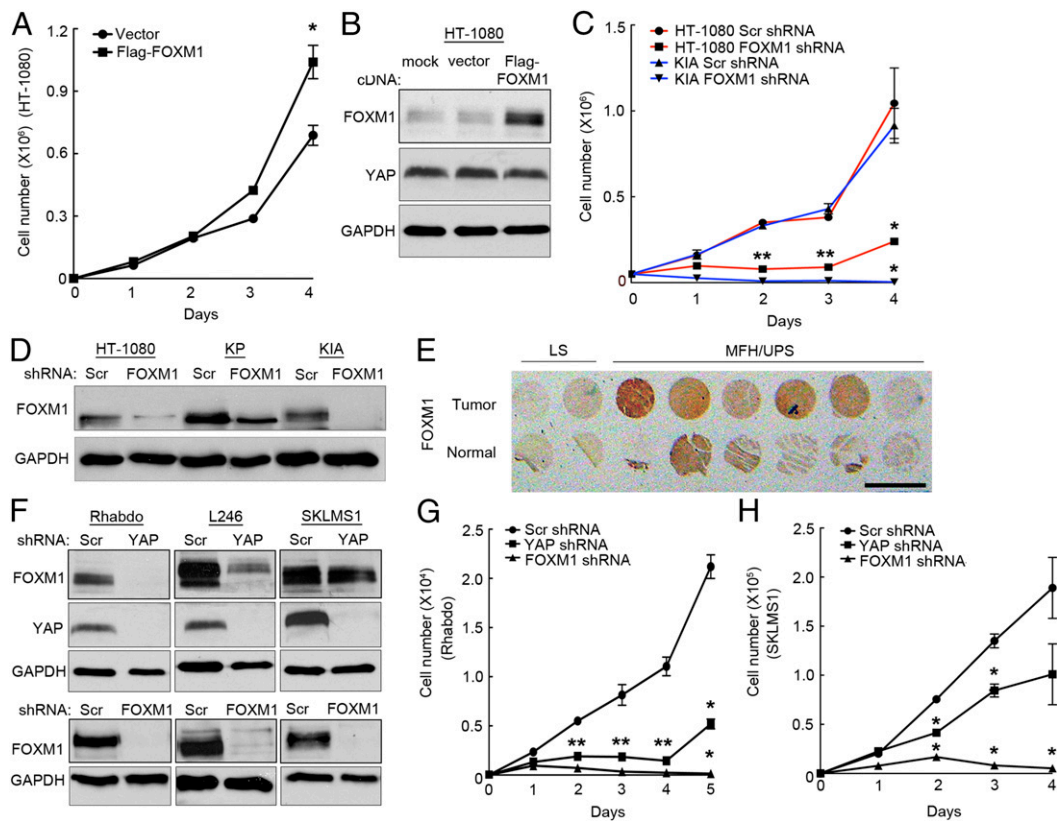 A
Cell number (X10⁶) (HT-1080)
1.2
0.9
0.6
0.3
0
Vector
Flag-FOXM1
*
0 1 2 3 4
Days
B
HT-1080
mock vector Flag-FOXM1
cDNA:
FOXM1
YAP
GAPDH
C
Cell number (X10⁶)
1.0
0.5
0
HT-1080 Scr shRNA
HT-1080 FOXM1 shRNA
KIA Scr shRNA
KIA FOXM1 shRNA
** ** *
*
0 1 2 3 4
Days
D
HT-1080 KP KIA
shRNA: Scr FOXM1 Scr FOXM1 Scr FOXM1
FOXM1
GAPDH
E
LS MFH/UPS
FOXM1
Tumor
Normal
F
Rhabdo L246 SKLMS1
shRNA: Scr YAP Scr YAP Scr YAP
FOXM1
YAP
GAPDH
shRNA: Scr FOXM1 Scr FOXM1 Scr FOXM1
FOXM1
GAPDH
G
Cell number (X10⁴)
(Rhabdo)
2.5
2.0
1.5
1.0
0.5
0
Scr shRNA
YAP shRNA
FOXM1 shRNA
** ** ** *
*
0 1 2 3 4 5
Days
H
Cell number (X10⁵)
(SKLMS1)
2.5
2.0
1.5
1.0
0.5
0
Scr shRNA
YAP shRNA
FOXM1 shRNA
* *
* * *
0 1 2 3 4
Days